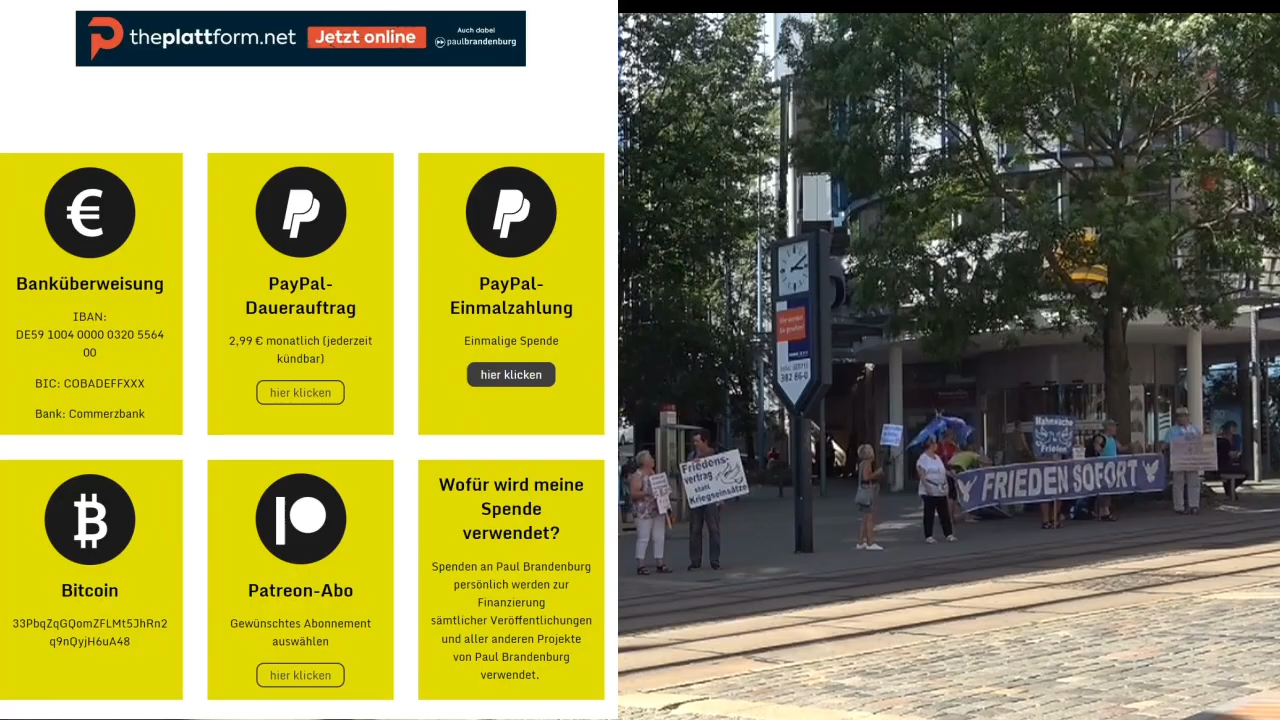 theplattform.net
Jetzt online
Auch dabei
paulbrandenburg
Banküberweisung
IBAN:
DE59 1004 0000 0320 5564
00
BIC: COBADEFFXXX
Bank: Commerzbank
PayPal-
Dauerauftrag
2,99 € monatlich (jederzeit
kündbar)
hier klicken
PayPal-
Einmalzahlung
Einmalige Spende
hier klicken
Bitcoin
33PbqZqGQomZFLMt5JhRn2
q9nQyjH6uA48
Patreon-Abo
Gewünschtes Abonnement
auswählen
hier klicken
Wofür wird meine
Spende
verwendet?
Spenden an Paul Brandenburg
persönlich werden zur
Finanzierung
sämtlicher Veröffentlichungen
und aller anderen Projekte
von Paul Brandenburg
verwendet.
382 86-0
Friedens-
vertrag
statt
Kriegseinsätze
Mahnwache
Frieden
FRIEDEN SOFORT